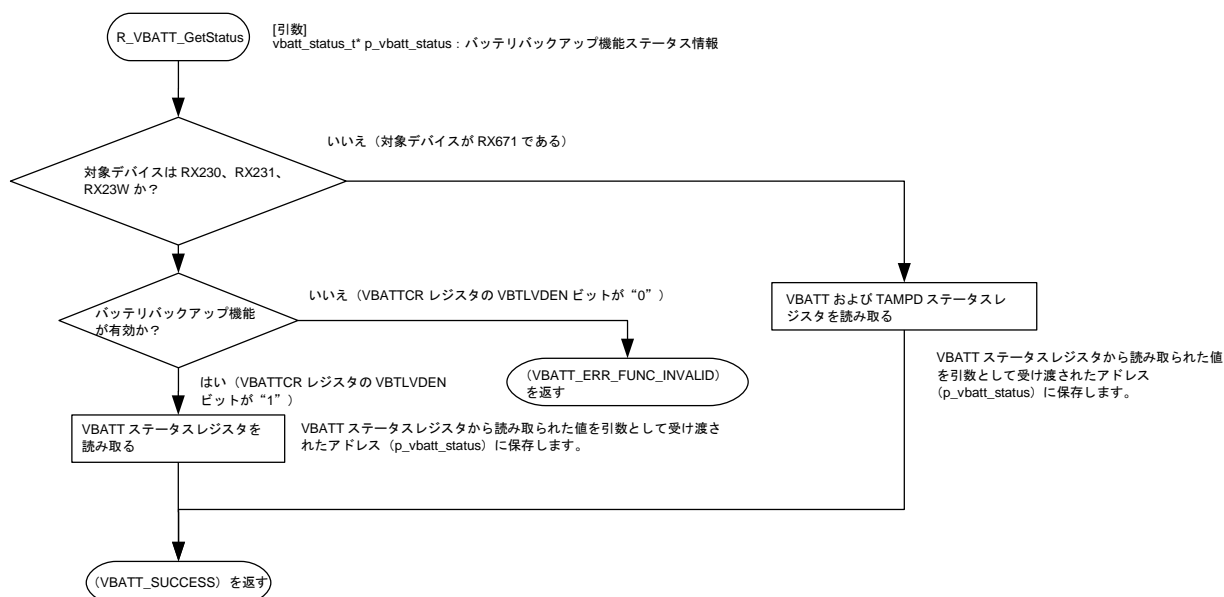 R_VBATT_GetStatus
[引数]
vbatt_status_t* p_vbatt_status：バッテリバックアップ機能ステータス情報
いいえ（対象デバイスが RX671 である）
対象デバイスは RX230、RX231、
RX23W か？
いいえ（VBATTCR レジスタの VBTLVDEN ビットが“0”）
バッテリバックアップ機能
が有効か？
VBATT および TAMPD ステータスレ
ジスタを読み取る
VBATT ステータスレジスタから読み取られた値
を引数として受け渡されたアドレス
（p_vbatt_status）に保存します。
（VBATT_ERR_FUNC_INVALID）
を返す
はい（VBATTCR レジスタの VBTLVDEN
ビットが“1”）
VBATT ステータスレジスタを
読み取る
VBATT ステータスレジスタから読み取られた値を引数として受け渡さ
れたアドレス（p_vbatt_status）に保存します。
（VBATT_SUCCESS）を返す